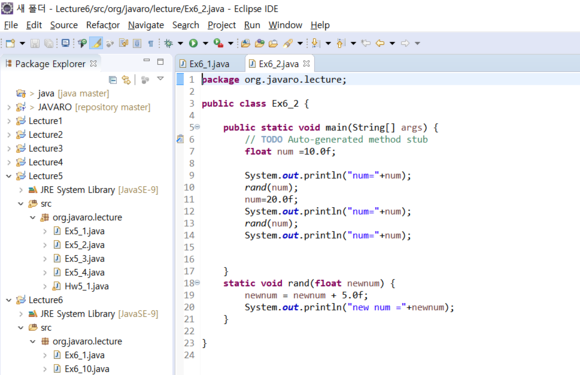 새 폴더 - Lecture6/src/org/javaro/lecture/Ex6_2.java - Eclipse IDE
File Edit Source Refactor Navigate Search Project Run Window Help
Package Explorer
> java [java master]
> JAVARO [repository master]
Lecture1
Lecture2
Lecture3
Lecture4
Lecture5
JRE System Library [JavaSE-9]
src
org.javaro.lecture
Ex5_1.java
Ex5_2.java
Ex5_3.java
Ex5_4.java
Hw5_1.java
Lecture6
JRE System Library [JavaSE-9]
src
org.javaro.lecture
Ex6_1.java
Ex6_10.java
Ex6_1.java Ex6_2.java
1 package org.javaro.lecture;
2
3 public class Ex6_2 {
4
5 public static void main(String[] args) {
6 // TODO Auto-generated method stub
7 float num =10.0f;
8
9 System.out.println("num="+num);
10 rand(num);
11 num=20.0f;
12 System.out.println("num="+num);
13 rand(num);
14 System.out.println("num="+num);
15
16
17 }
18 static void rand(float newnum) {
19 newnum = newnum + 5.0f;
20 System.out.println("new num ="+newnum);
21 }
22
23 }
24